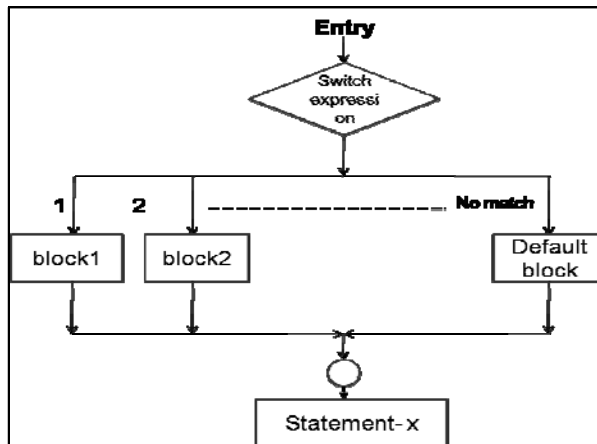 Entry
Switch
expressi
on
1
2
No match
block1
block2
Default
block
Statement-x